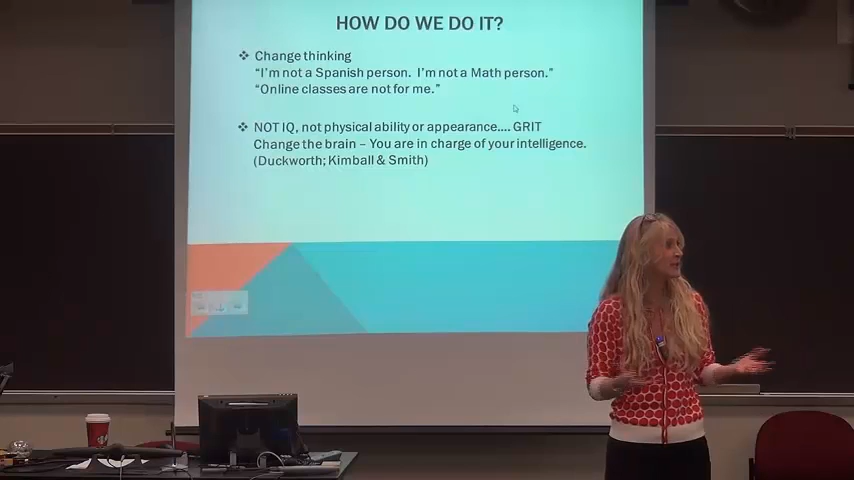 HOW DO WE DO IT?
❖ Change thinking
“I’m not a Spanish person.  I’m not a Math person.”
“Online classes are not for me.”
❖ NOT IQ, not physical ability or appearance.... GRIT
Change the brain – You are in charge of your intelligence.
(Duckworth; Kimball & Smith)